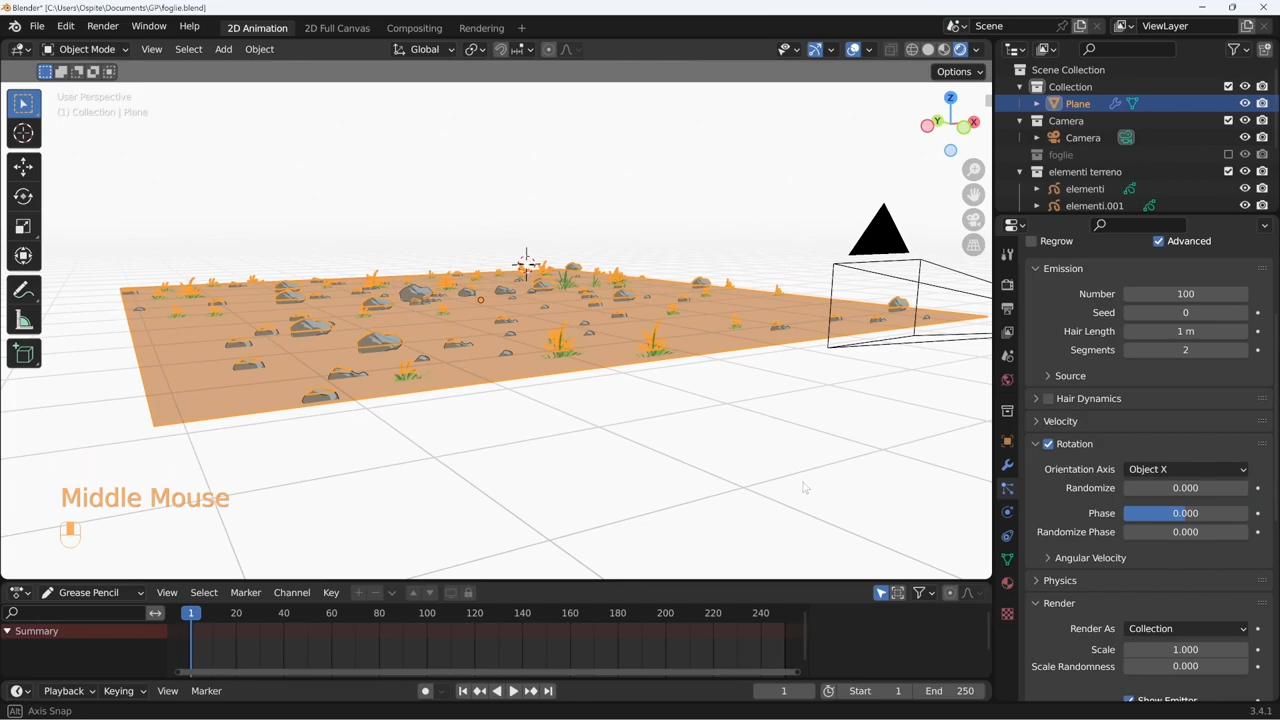 Blender* [C:\Users\Ospite\Documents\GP\foglie.blend]
File Edit Render Window Help 2D Animation 2D Full Canvas Compositing Rendering + Scene ViewLayer
Object Mode View Select Add Object Global
Options
User Perspective
(1) Collection | Plane
Z
Y
X
Middle Mouse
Scene Collection
Collection
Plane
Camera
Camera
foglie
elementi terreno
elementi
elementi.001
Regrow Advanced
Emission
Number 100
Seed 0
Hair Length 1 m
Segments 2
Source
Hair Dynamics
Velocity
Rotation
Orientation Axis Object X
Randomize 0.000
Phase 0.000
Randomize Phase 0.000
Angular Velocity
Physics
Render
Render As Collection
Scale 1.000
Scale Randomness 0.000
Show Emitter
Grease Pencil View Select Marker Channel Key
1 20 40 60 80 100 120 140 160 180 200 220 240
Summary
Playback Keying View Marker 1 Start 1 End 250
Alt Axis Snap 3.4.1